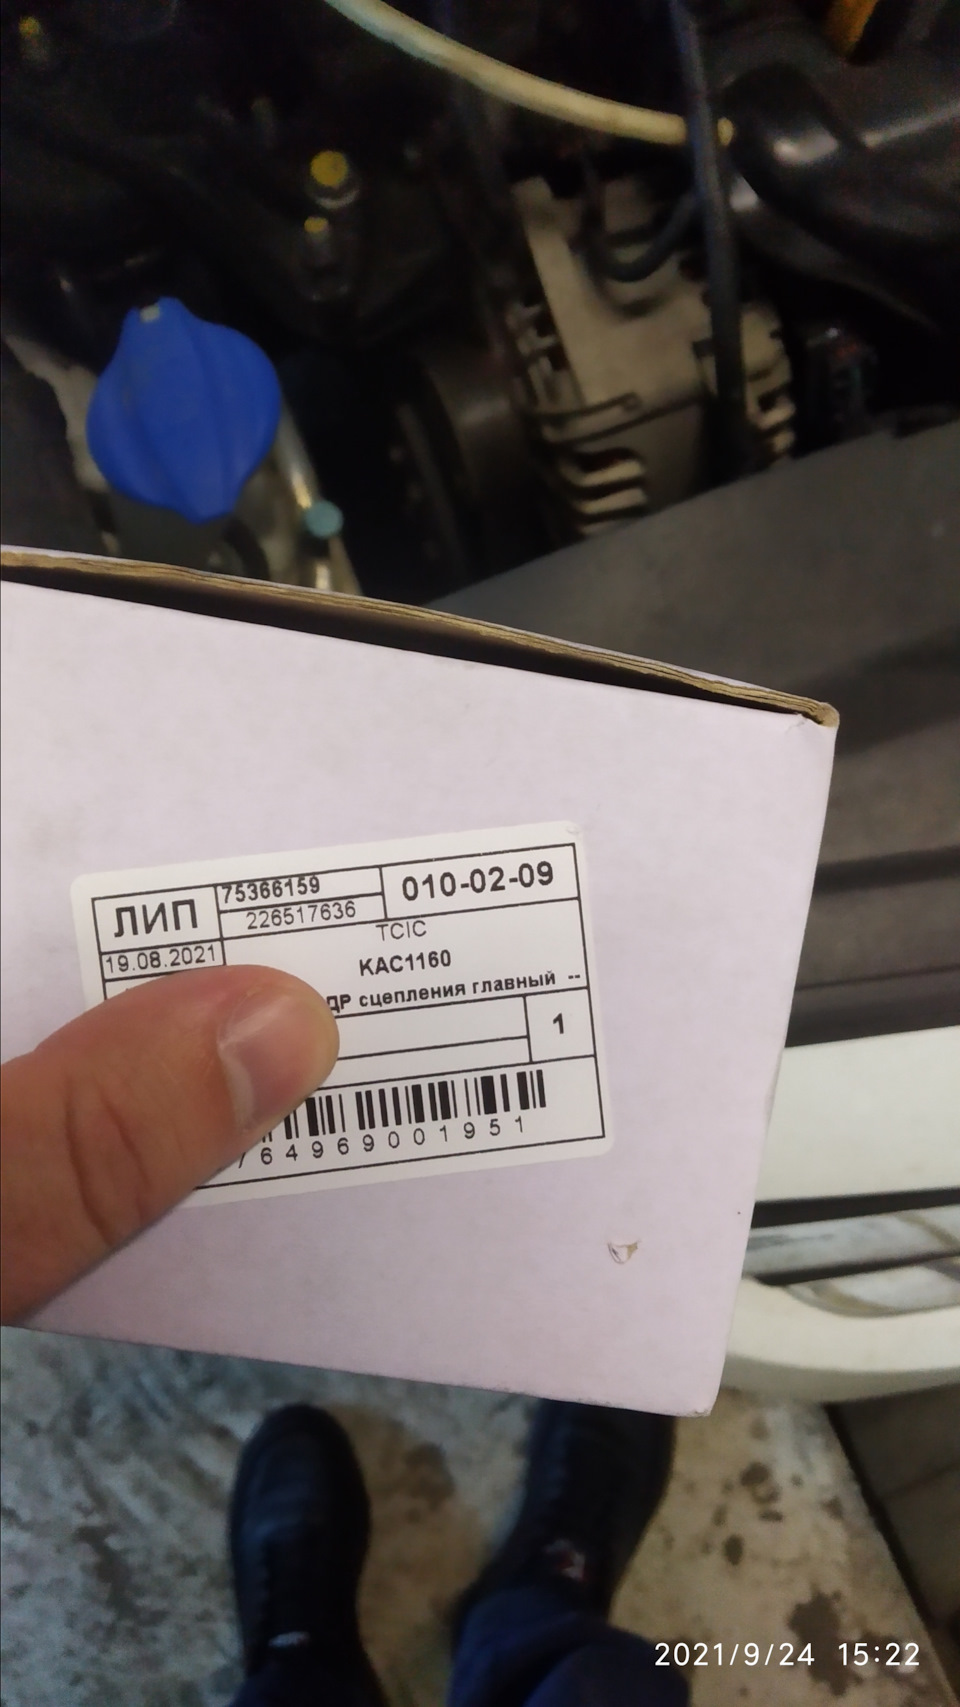 ЛИП
75366159
010-02-09
226517636
19.08.2021
TCIC
KAC1160
сцепления главный --
1
64969001951
2021/9/24 15:22